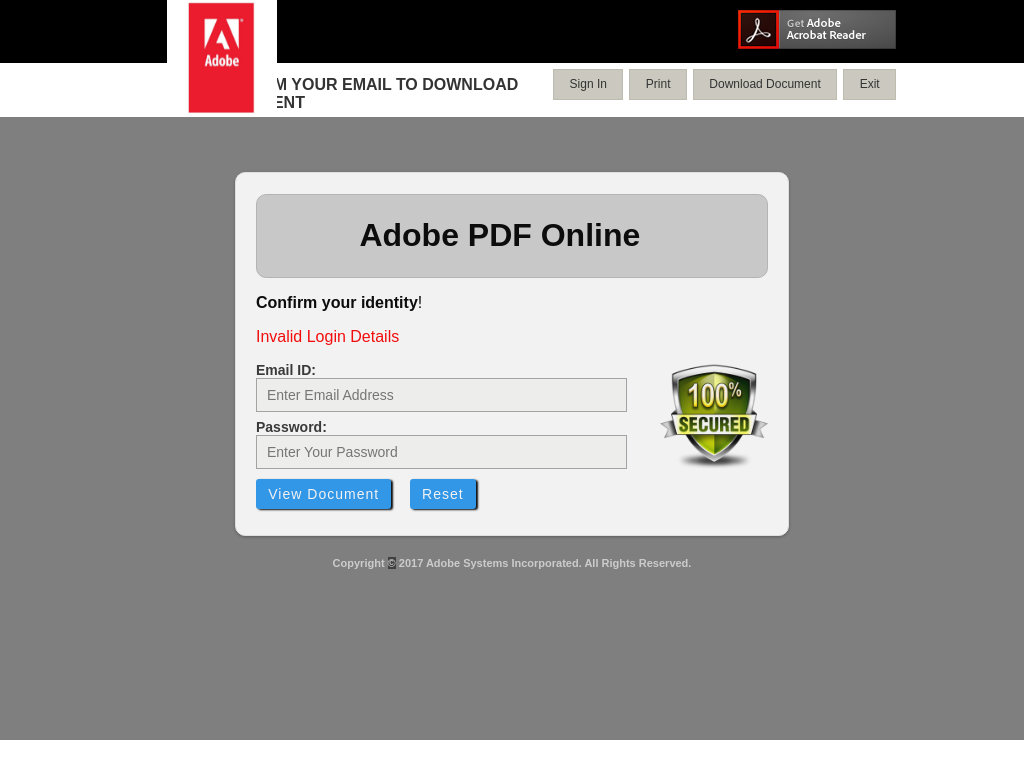 Adobe
Get Adobe
Acrobat Reader
M YOUR EMAIL TO DOWNLOAD
ENT
Sign In
Print
Download Document
Exit
Adobe PDF Online
Confirm your identity!
Invalid Login Details
Email ID:
Enter Email Address
Password:
Enter Your Password
100%
SECURED
View Document
Reset
Copyright © 2017 Adobe Systems Incorporated. All Rights Reserved.